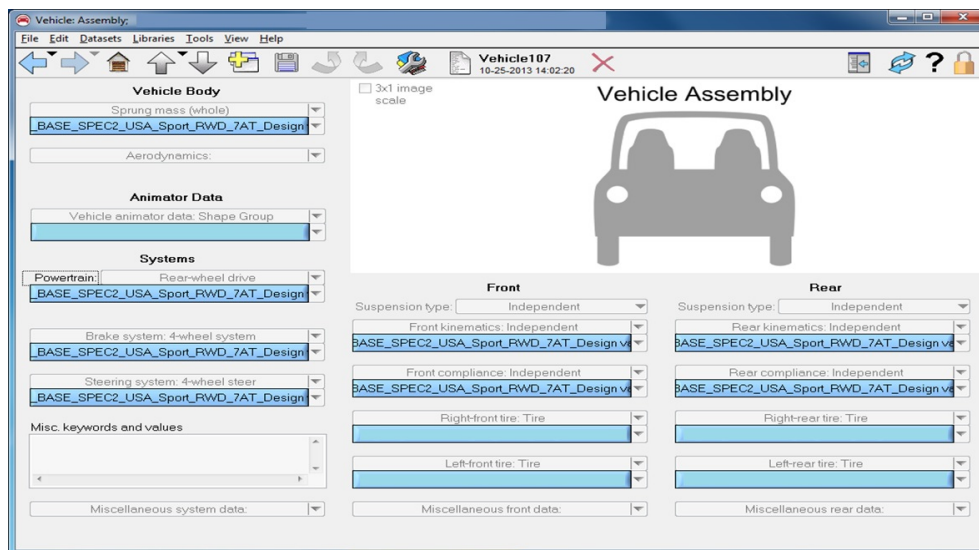 Vehicle: Assembly;
File Edit Datasets Libraries Tools View Help
Vehicle107
10-25-2013 14:02:20
Vehicle Body
Sprung mass (whole)
_BASE_SPEC2_USA_Sport_RWD_7AT_Design
Aerodynamics:
Animator Data
Vehicle animator data: Shape Group
Systems
Powertrain: Rear-wheel drive
_BASE_SPEC2_USA_Sport_RWD_7AT_Design
Brake system: 4-wheel system
_BASE_SPEC2_USA_Sport_RWD_7AT_Design
Steering system: 4-wheel steer
_BASE_SPEC2_USA_Sport_RWD_7AT_Design
Misc. keywords and values
Miscellaneous system data:
3x1 image
scale
Vehicle Assembly
Front
Suspension type: Independent
Front kinematics: Independent
BASE_SPEC2_USA_Sport_RWD_7AT_Design ve
Front compliance: Independent
BASE_SPEC2_USA_Sport_RWD_7AT_Design ve
Right-front tire: Tire
Left-front tire: Tire
Miscellaneous front data:
Rear
Suspension type: Independent
Rear kinematics: Independent
BASE_SPEC2_USA_Sport_RWD_7AT_Design ve
Rear compliance: Independent
BASE_SPEC2_USA_Sport_RWD_7AT_Design ve
Right-rear tire: Tire
Left-rear tire: Tire
Miscellaneous rear data: